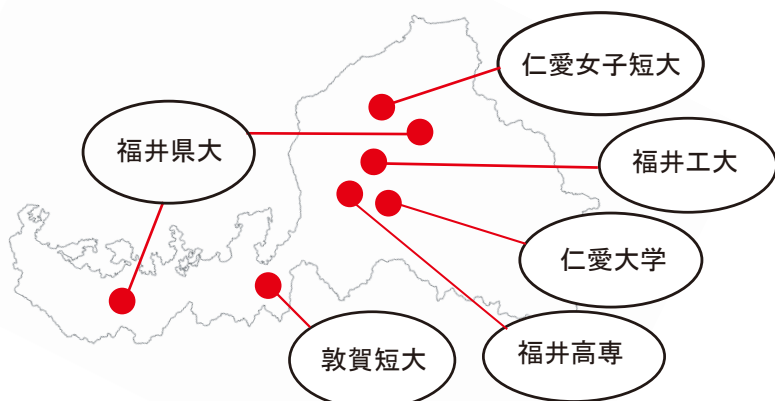 仁愛女子短大
福井県大
福井工大
仁愛大学
福井高専
敦賀短大